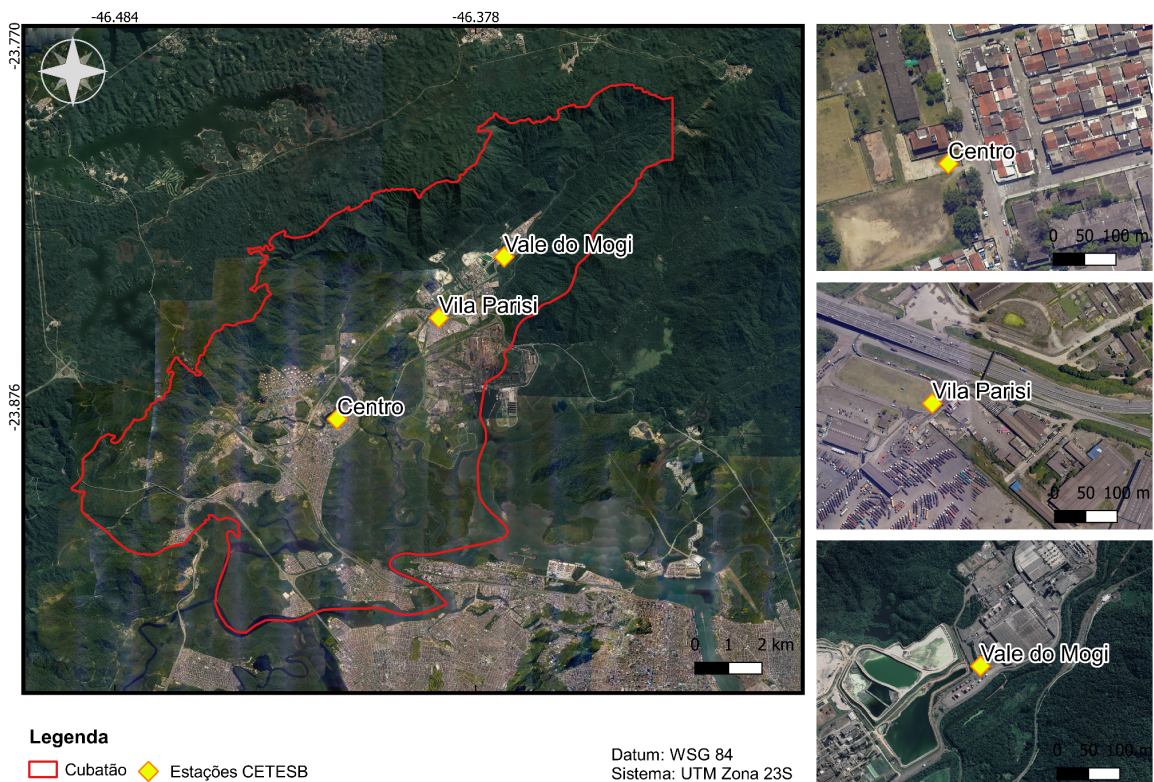 -46.484
-46.378
-23.770
-23.876
Vale do Mogi
Vila Parisi
Centro
0 1 2 km
Centro
0 50 100 m
Vila Parisi
0 50 100 m
Vale do Mogi
0 50 100 m
Legenda
Cubatão
Estações CETESB
Datum: WSG 84
Sistema: UTM Zona 23S